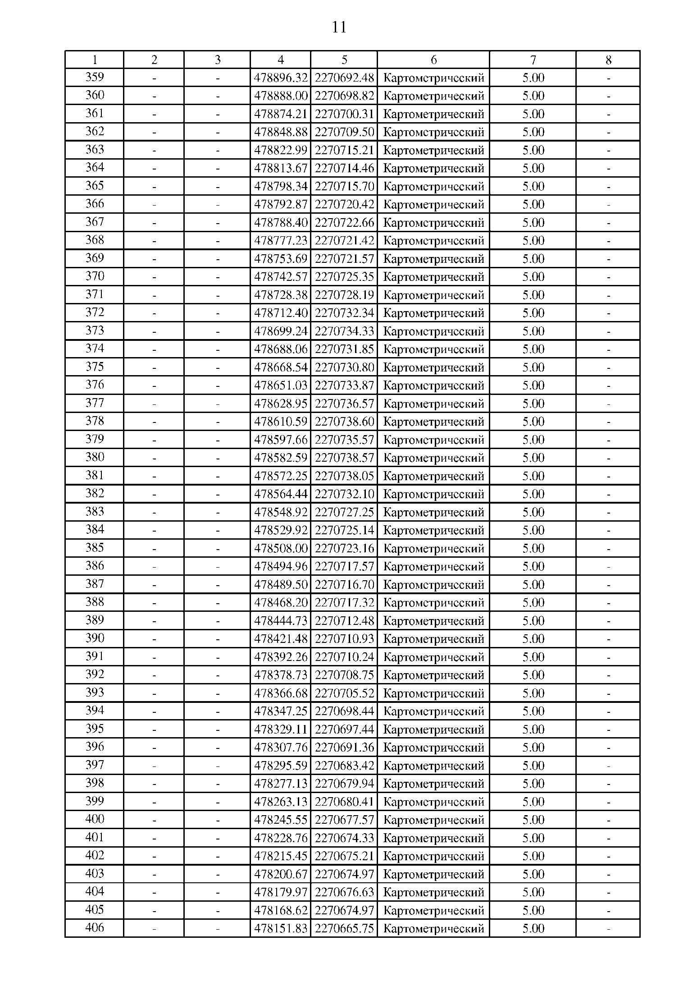 11
1 2 3 4 5 6 7 8
359 - - 478896.32 2270692.48 Картометрический 5.00 -
360 - - 478888.00 2270698.82 Картометрический 5.00 -
361 - - 478874.21 2270700.31 Картометрический 5.00 -
362 - - 478848.88 2270709.50 Картометрический 5.00 -
363 - - 478822.99 2270715.21 Картометрический 5.00 -
364 - - 478813.67 2270714.46 Картометрический 5.00 -
365 - - 478798.34 2270715.70 Картометрический 5.00 -
366 - - 478792.87 2270720.42 Картометрический 5.00 -
367 - - 478788.40 2270722.66 Картометрический 5.00 -
368 - - 478777.23 2270721.42 Картометрический 5.00 -
369 - - 478753.69 2270721.57 Картометрический 5.00 -
370 - - 478742.57 2270725.35 Картометрический 5.00 -
371 - - 478728.38 2270728.19 Картометрический 5.00 -
372 - - 478712.40 2270732.34 Картометрический 5.00 -
373 - - 478699.24 2270734.33 Картометрический 5.00 -
374 - - 478688.06 2270731.85 Картометрический 5.00 -
375 - - 478668.54 2270730.80 Картометрический 5.00 -
376 - - 478651.03 2270733.87 Картометрический 5.00 -
377 - - 478628.95 2270736.57 Картометрический 5.00 -
378 - - 478610.59 2270738.60 Картометрический 5.00 -
379 - - 478597.66 2270735.57 Картометрический 5.00 -
380 - - 478582.59 2270738.57 Картометрический 5.00 -
381 - - 478572.25 2270738.05 Картометрический 5.00 -
382 - - 478564.44 2270732.10 Картометрический 5.00 -
383 - - 478548.92 2270727.25 Картометрический 5.00 -
384 - - 478529.92 2270725.14 Картометрический 5.00 -
385 - - 478508.00 2270723.16 Картометрический 5.00 -
386 - - 478494.96 2270717.57 Картометрический 5.00 -
387 - - 478489.50 2270716.70 Картометрический 5.00 -
388 - - 478468.20 2270717.32 Картометрический 5.00 -
389 - - 478444.73 2270712.48 Картометрический 5.00 -
390 - - 478421.48 2270710.93 Картометрический 5.00 -
391 - - 478392.26 2270710.24 Картометрический 5.00 -
392 - - 478378.73 2270708.75 Картометрический 5.00 -
393 - - 478366.68 2270705.52 Картометрический 5.00 -
394 - - 478347.25 2270698.44 Картометрический 5.00 -
395 - - 478329.11 2270697.44 Картометрический 5.00 -
396 - - 478307.76 2270691.36 Картометрический 5.00 -
397 - - 478295.59 2270683.42 Картометрический 5.00 -
398 - - 478277.13 2270679.94 Картометрический 5.00 -
399 - - 478263.13 2270680.41 Картометрический 5.00 -
400 - - 478245.55 2270677.57 Картометрический 5.00 -
401 - - 478228.76 2270674.33 Картометрический 5.00 -
402 - - 478215.45 2270675.21 Картометрический 5.00 -
403 - - 478200.67 2270674.97 Картометрический 5.00 -
404 - - 478179.97 2270676.63 Картометрический 5.00 -
405 - - 478168.62 2270674.97 Картометрический 5.00 -
406 - - 478151.83 2270665.75 Картометрический 5.00 -